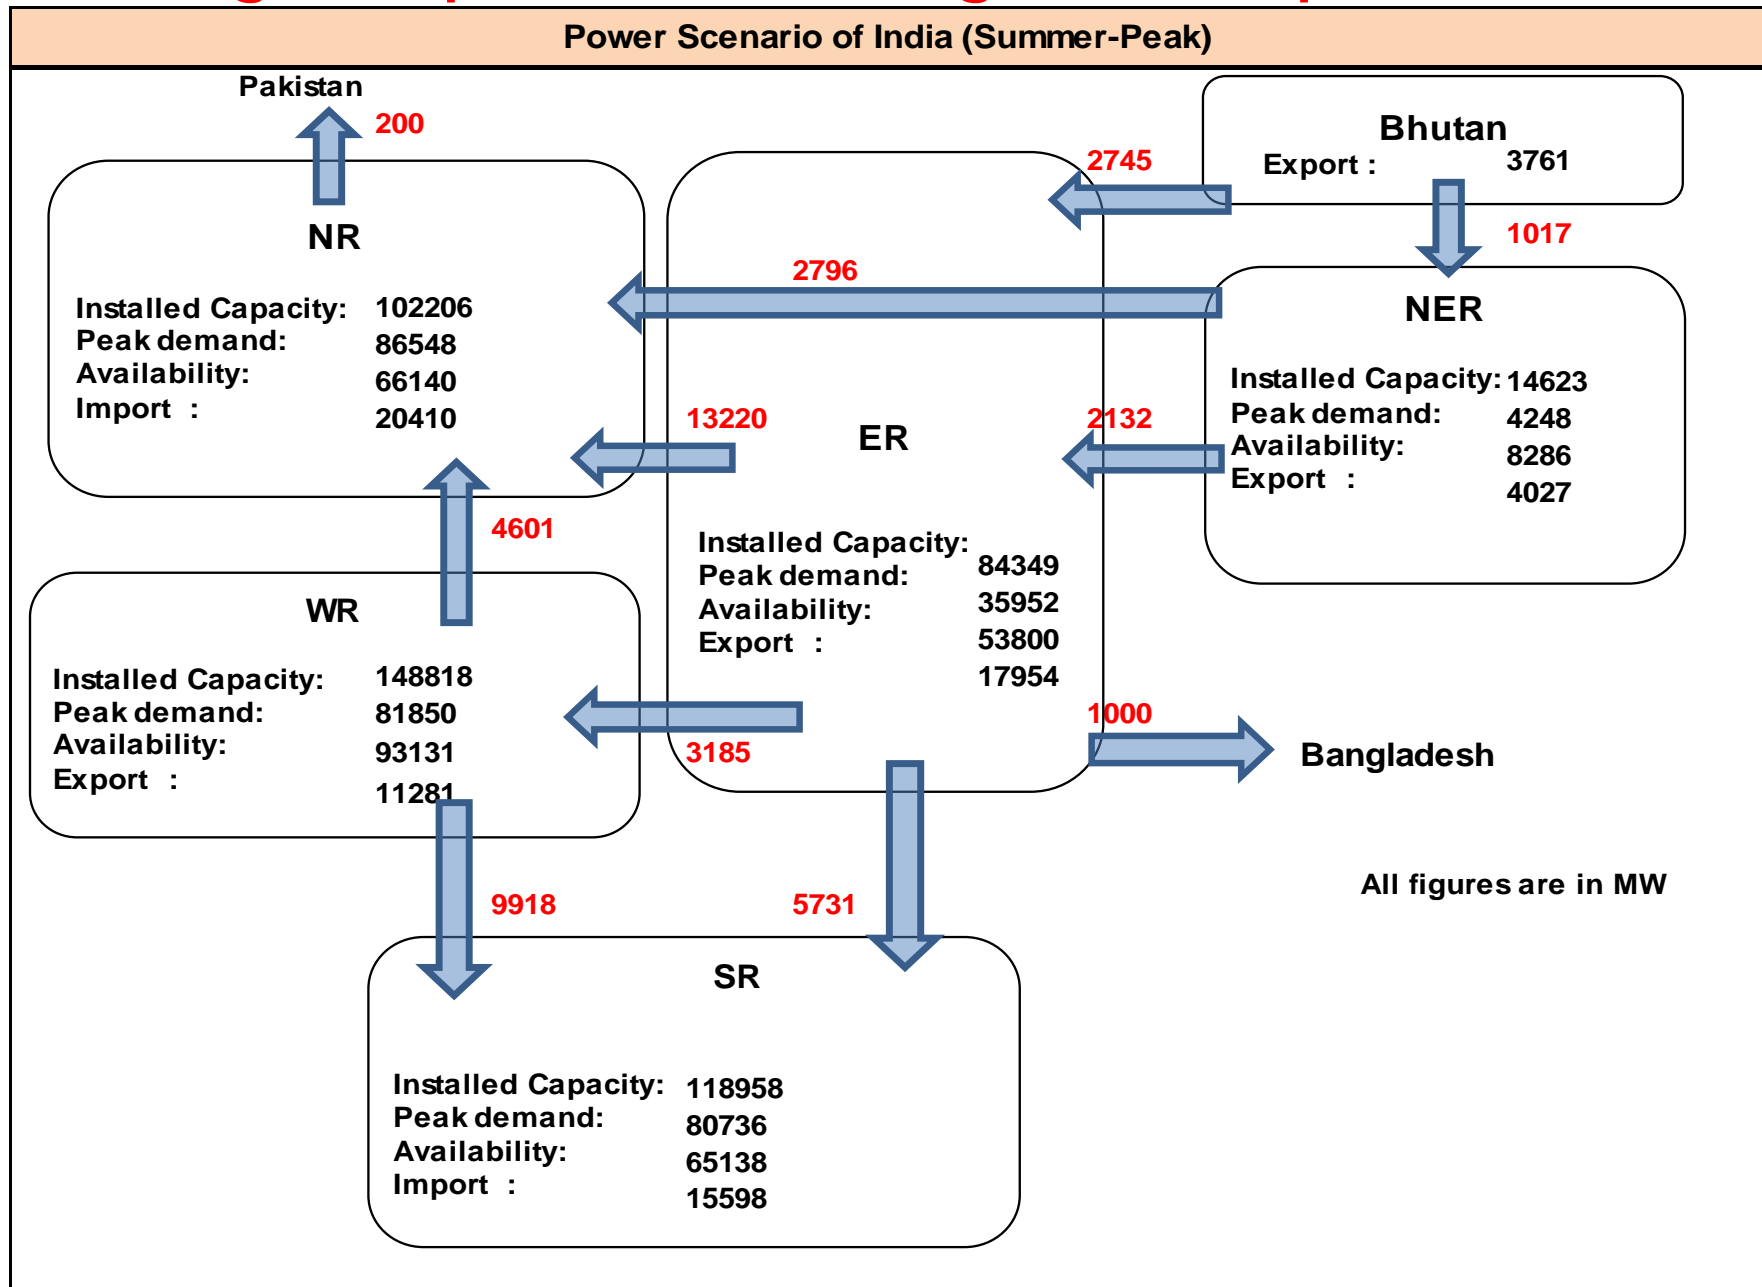 Power Scenario of India (Summer-Peak)
Pakistan
200
Bhutan
Export : 3761
2745
1017
NR
Installed Capacity: 102206
Peak demand: 86548
Availability: 66140
Import : 20410
2796
NER
Installed Capacity: 14623
Peak demand: 4248
Availability: 8286
Export : 4027
13220
2132
ER
Installed Capacity: 84349
Peak demand: 35952
Availability: 53800
Export : 17954
4601
WR
Installed Capacity: 148818
Peak demand: 81850
Availability: 93131
Export : 11281
3185
1000
Bangladesh
9918
5731
All figures are in MW
SR
Installed Capacity: 118958
Peak demand: 80736
Availability: 65138
Import : 15598